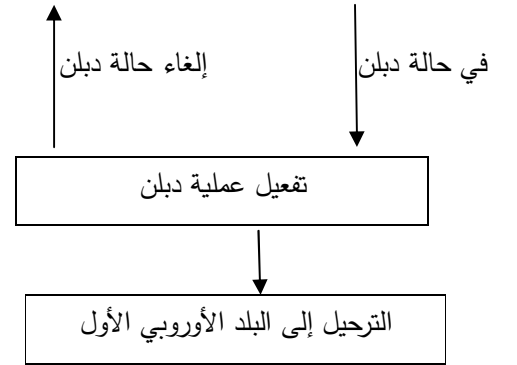 في حالة دبلن
إلغاء حالة دبلن
تفعيل عملية دبلن
الترحيل إلى البلد الأوروبي الأول